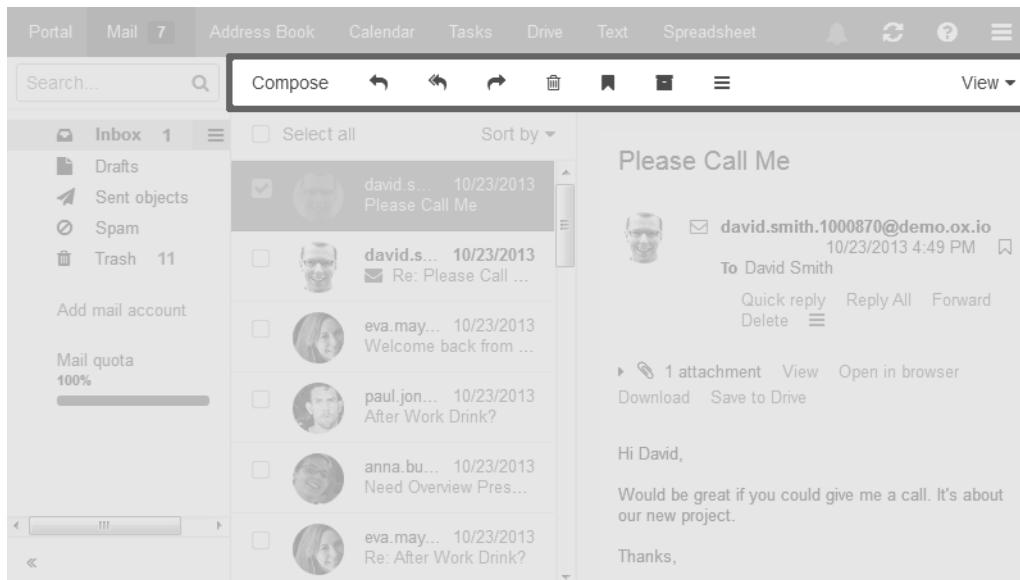 Portal Mail 7 Address Book Calendar Tasks Drive Text Spreadsheet
Search...
Compose View
Inbox 1
Drafts
Sent objects
Spam
Trash 11
Add mail account
Mail quota
100%
Select all Sort by
david.s... 10/23/2013
Please Call Me
david.s... 10/23/2013
Re: Please Call ...
eva.may... 10/23/2013
Welcome back from ...
paul.jon... 10/23/2013
After Work Drink?
anna.bu... 10/23/2013
Need Overview Pres...
eva.may... 10/23/2013
Re: After Work Drink?
Please Call Me
david.smith.1000870@demo.ox.io
10/23/2013 4:49 PM
To David Smith
Quick reply Reply All Forward
Delete
1 attachment View Open in browser
Download Save to Drive
Hi David,
Would be great if you could give me a call. It's about
our new project.
Thanks,